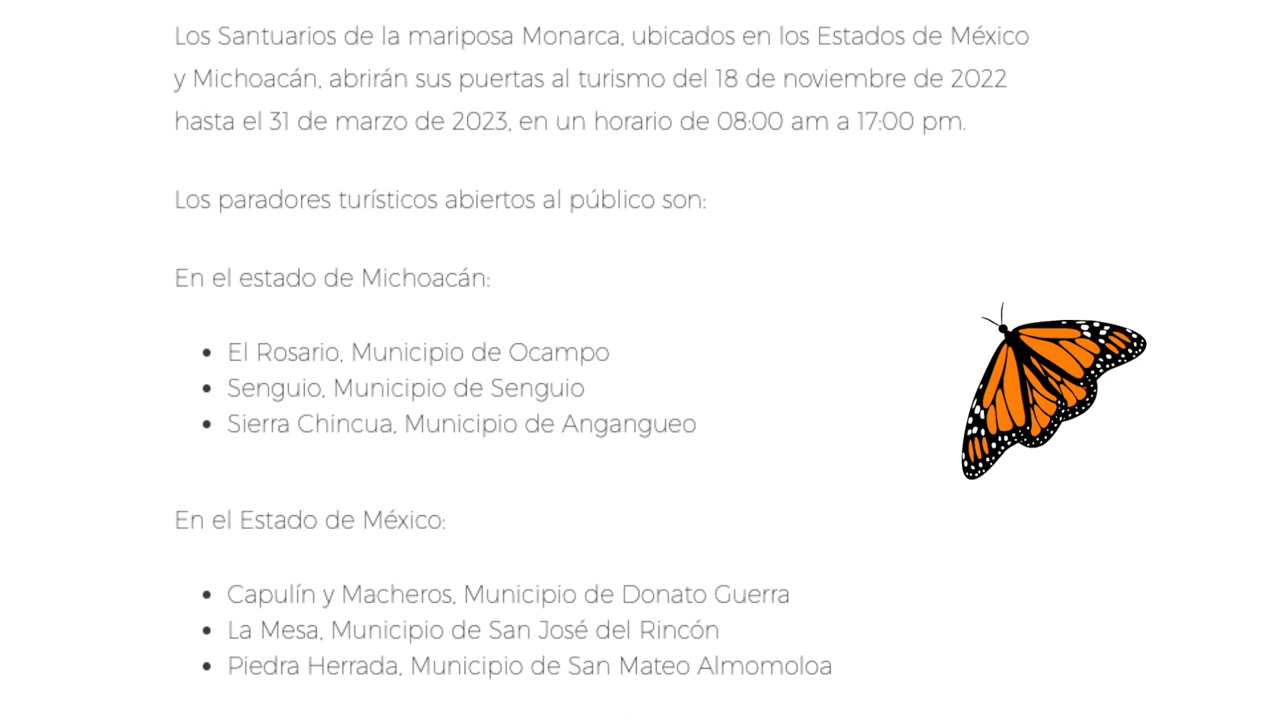 Los Santuarios de la mariposa Monarca, ubicados en los Estados de México
y Michoacán, abrirán sus puertas al turismo del 18 de noviembre de 2022
hasta el 31 de marzo de 2023, en un horario de 08:00 am a 17:00 pm.
Los paradores turísticos abiertos al público son:
En el estado de Michoacán:
• El Rosario, Municipio de Ocampo
• Senguio, Municipio de Senguio
• Sierra Chincua, Municipio de Angangueo
En el Estado de México:
• Capulín y Macheros, Municipio de Donato Guerra
• La Mesa, Municipio de San José del Rincón
• Piedra Herrada, Municipio de San Mateo Almomoloa